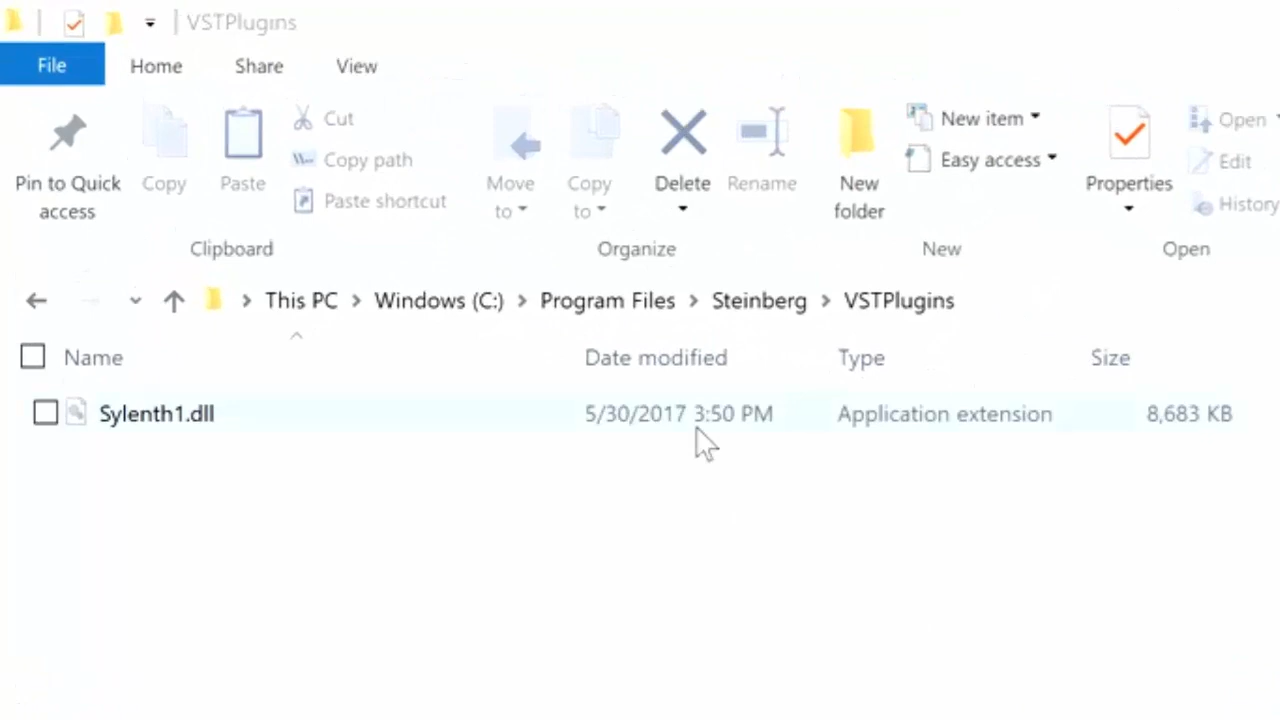 VSTPlugins
File Home Share View
Pin to Quick access
Copy
Paste
Cut
Copy path
Paste shortcut
Clipboard
Move to
Copy to
Delete
Rename
Organize
New folder
New item
Easy access
New
Properties
Open
Edit
History
Open
This PC > Windows (C:) > Program Files > Steinberg > VSTPlugins
Name Date modified Type Size
Sylenth1.dll 5/30/2017 3:50 PM Application extension 8,683 KB